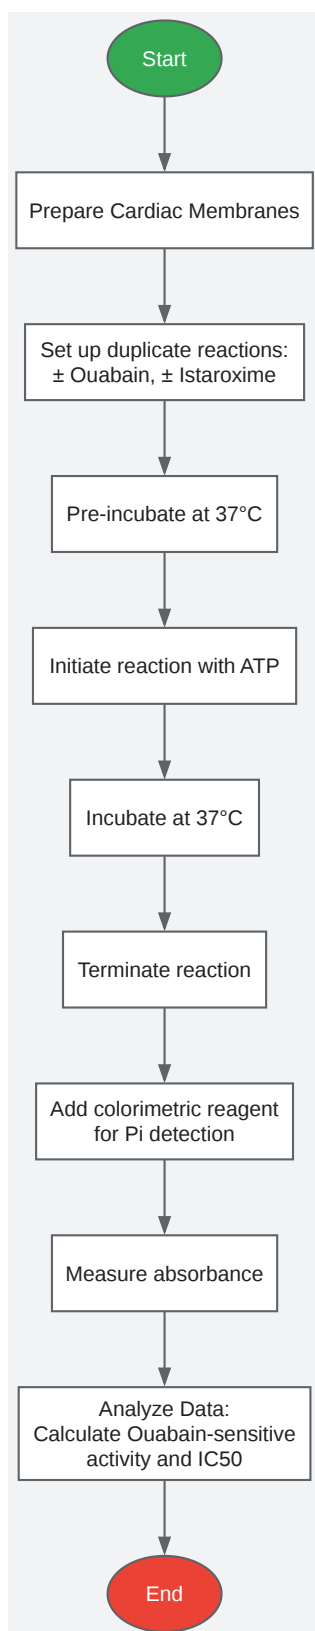 Start
Prepare Cardiac Membranes
Set up duplicate reactions:
± Ouabain, ± Istaroxime
Pre-incubate at 37°C
Initiate reaction with ATP
Incubate at 37°C
Terminate reaction
Add colorimetric reagent
for Pi detection
Measure absorbance
Analyze Data:
Calculate Ouabain-sensitive
activity and IC50
End